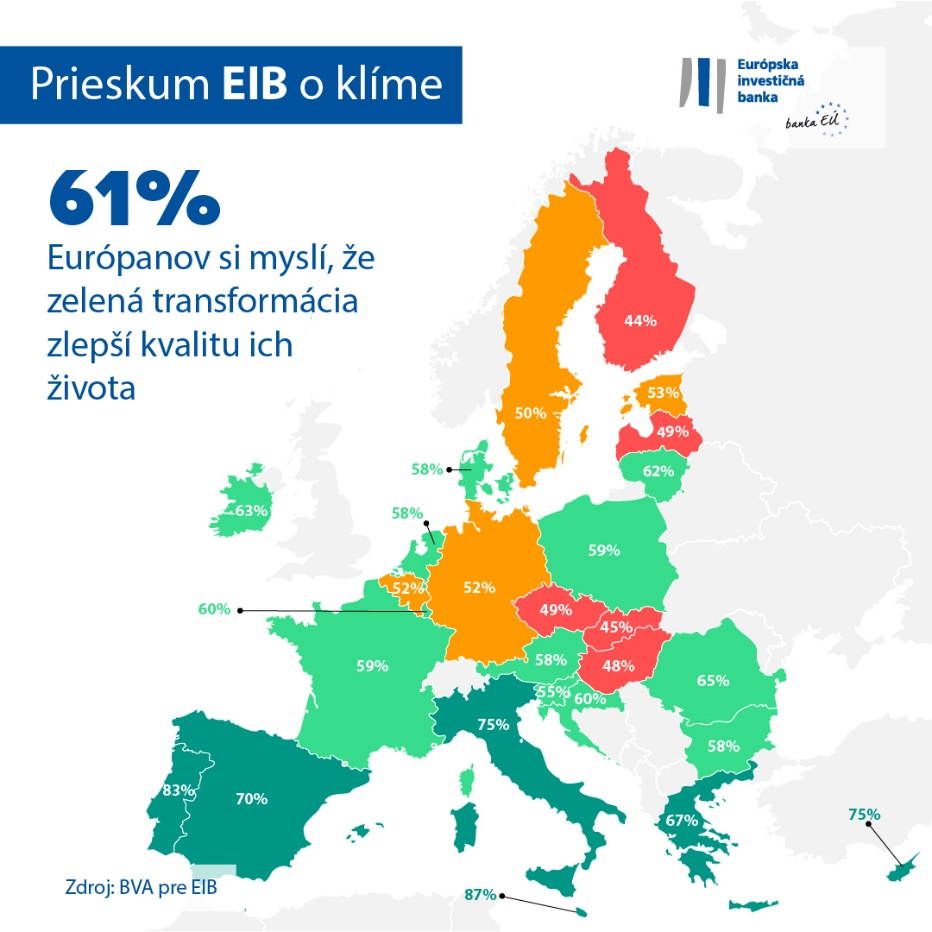 Prieskum EIB o klíme
Európska
investičná
banka
banka EÚ
61%
Európanov si myslí, že
zelená transformácia
zlepší kvalitu ich
života
44%
53%
50%
49%
58%
62%
63%
58%
59%
52%
52%
60%
49%
45%
59%
58%
48%
55%
60%
65%
75%
58%
83%
70%
67%
75%
Zdroj: BVA pre EIB
87%